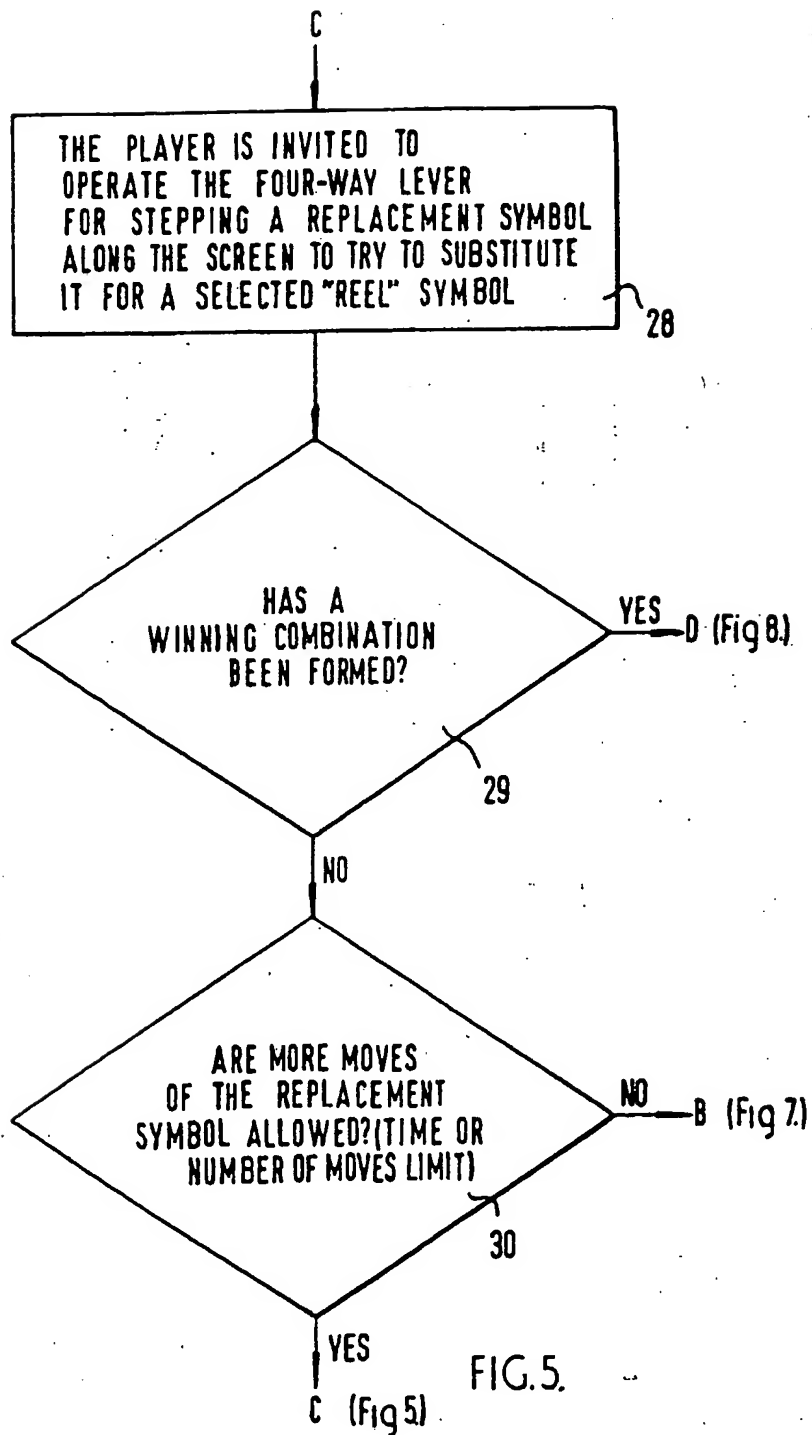 C
THE PLAYER IS INVITED TO
OPERATE THE FOUR-WAY LEVER
FOR STEPPING A REPLACEMENT SYMBOL
ALONG THE SCREEN TO TRY TO SUBSTITUTE
IT FOR A SELECTED "REEL" SYMBOL
28
HAS A
WINNING COMBINATION
BEEN FORMED?
YES
D (Fig 8.)
29
NO
ARE MORE MOVES
OF THE REPLACEMENT
SYMBOL ALLOWED?(TIME OR
NUMBER OF MOVES LIMIT)
NO
B (Fig 7.)
30
YES
C (Fig 5.)
FIG.5.